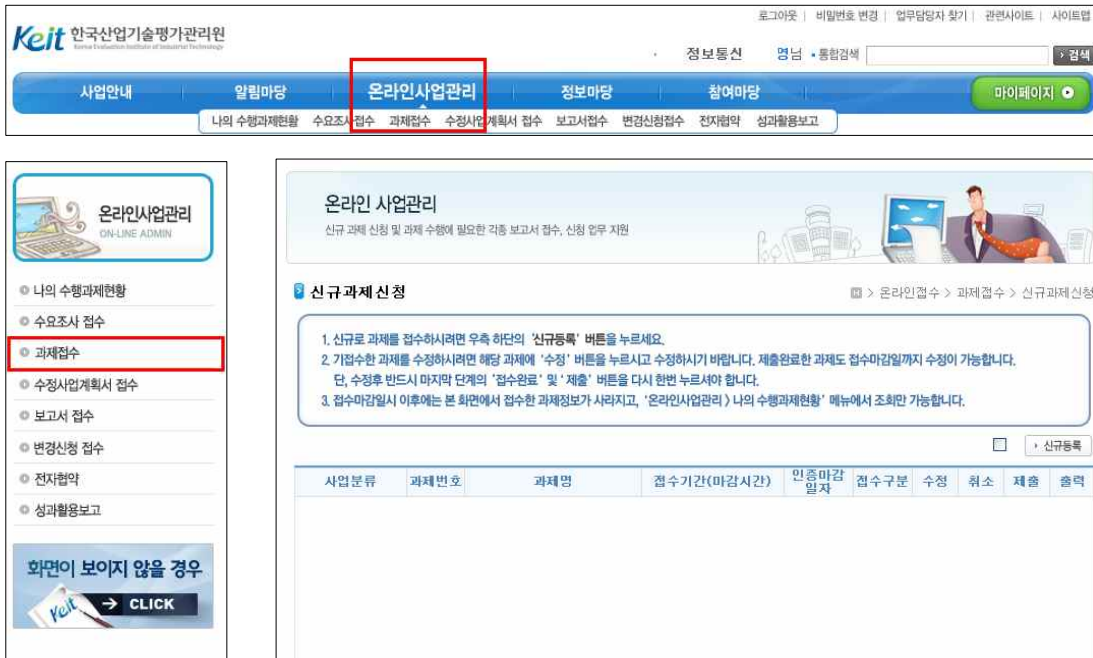 로그아웃 | 비밀번호 변경 | 업무담당자 찾기 | 관련사이트 | 사이트맵
Keit 한국산업기술평가관리원
Korea Evaluation Institute of Industrial Technology
정보통신 명님 • 통합검색 › 검색
사업안내 알림마당 온라인사업관리 정보마당 참여마당 마이페이지
나의 수행과제현황 수요조사접수 과제접수 수정사업계획서 접수 보고서접수 변경신청접수 전자협약 성과활용보고
온라인사업관리
ON-LINE ADMIN
나의 수행과제현황
수요조사 접수
과제접수
수정사업계획서 접수
보고서 접수
변경신청 접수
전자협약
성과활용보고
화면이 보이지 않을 경우
Keit → CLICK
온라인 사업관리
신규 과제 신청 및 과제 수행에 필요한 각종 보고서 접수, 신청 업무 지원
신규과제신청
H > 온라인접수 > 과제접수 > 신규과제신청
1. 신규로 과제를 접수하시려면 우측 하단의 '신규등록' 버튼을 누르세요.
2. 기접수한 과제를 수정하시려면 해당 과제에 '수정' 버튼을 누르시고 수정하시기 바랍니다. 제출완료한 과제도 접수마감일까지 수정이 가능합니다.
단, 수정후 반드시 마지막 단계의 '접수완료' 및 '제출' 버튼을 다시 한번 누르셔야 합니다.
3. 접수마감일시 이후에는 본 화면에서 접수한 과제정보가 사라지고, '온라인사업관리 > 나의 수행과제현황' 메뉴에서 조회만 가능합니다.
› 신규등록
사업분류 과제번호 과제명 접수기간(마감시간) 인증마감일자 접수구분 수정 취소 제출 출력